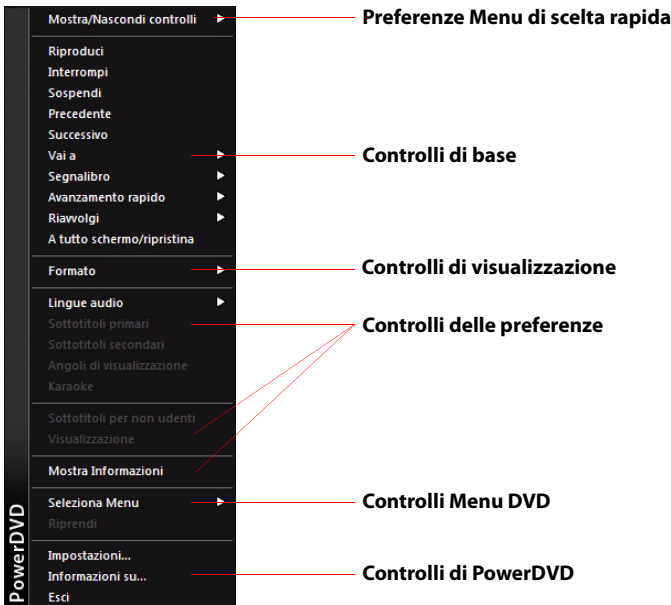 Mostra/Nascondi controlli
Preferenze Menu di scelta rapida
Riproduci
Interrompi
Sospendi
Precedente
Successivo
Vai a
Controlli di base
Segnalibro
Avanzamento rapido
Riavvolgi
A tutto schermo/ripristina
Formato
Controlli di visualizzazione
Lingue audio
Sottotitoli primari
Controlli delle preferenze
Sottotitoli secondari
Angoli di visualizzazione
Karaoke
Sottotitoli per non udenti
Visualizzazione
Mostra Informazioni
Seleziona Menu
Controlli Menu DVD
Riprendi
Impostazioni...
Informazioni su...
Controlli di PowerDVD
Esci
PowerDVD